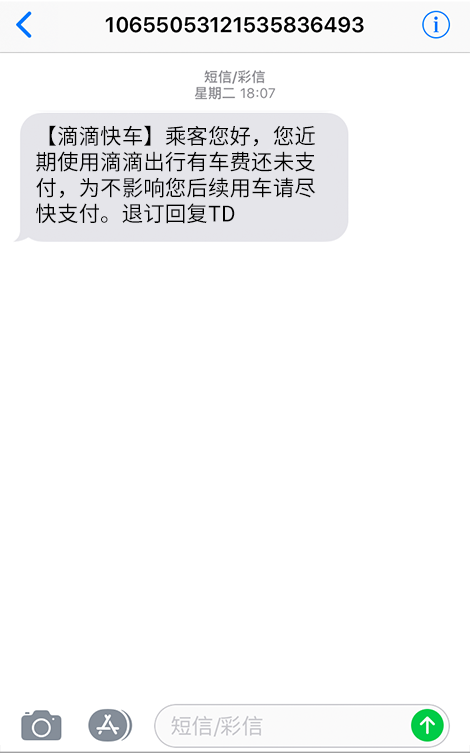 10655053121535836493
短信/彩信
星期二 18:07
【滴滴快车】乘客您好，您近
期使用滴滴出行有车费还未支
付，为不影响您后续用车请尽
快支付。退订回复TD
短信/彩信